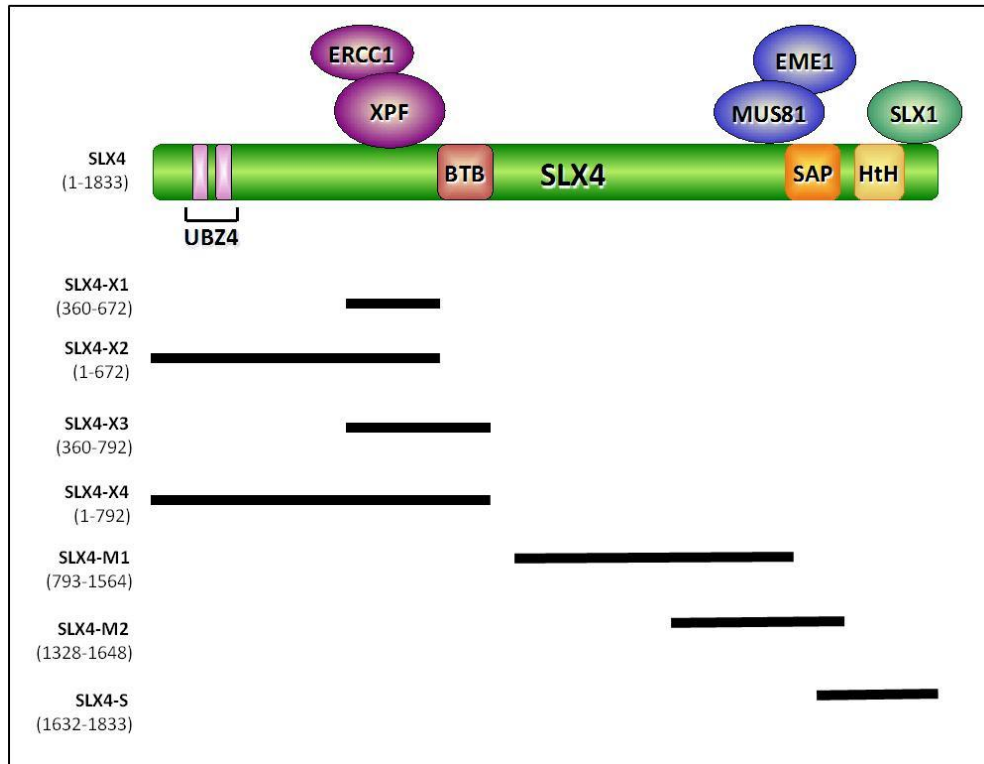 ERCC1
EME1
XPF
MUS81
SLX1
SLX4
(1-1833)
BTB
SLX4
SAP
HtH
UBZ4
SLX4-X1
(360-672)
SLX4-X2
(1-672)
SLX4-X3
(360-792)
SLX4-X4
(1-792)
SLX4-M1
(793-1564)
SLX4-M2
(1328-1648)
SLX4-S
(1632-1833)